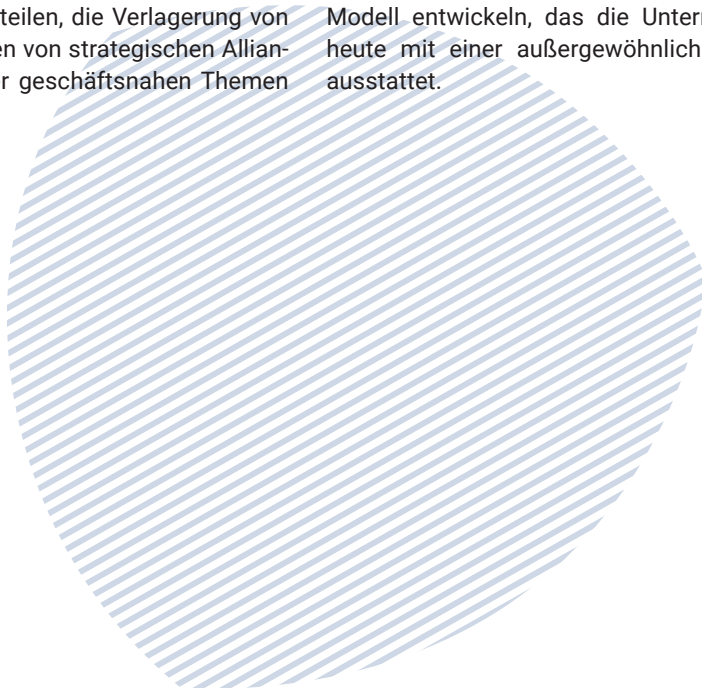 teilen, die Verlagerung von
en von strategischen Allian-
r geschäftsnahen Themen
Modell entwickeln, das die Untern
heute mit einer außergewöhnlich
ausstattet.